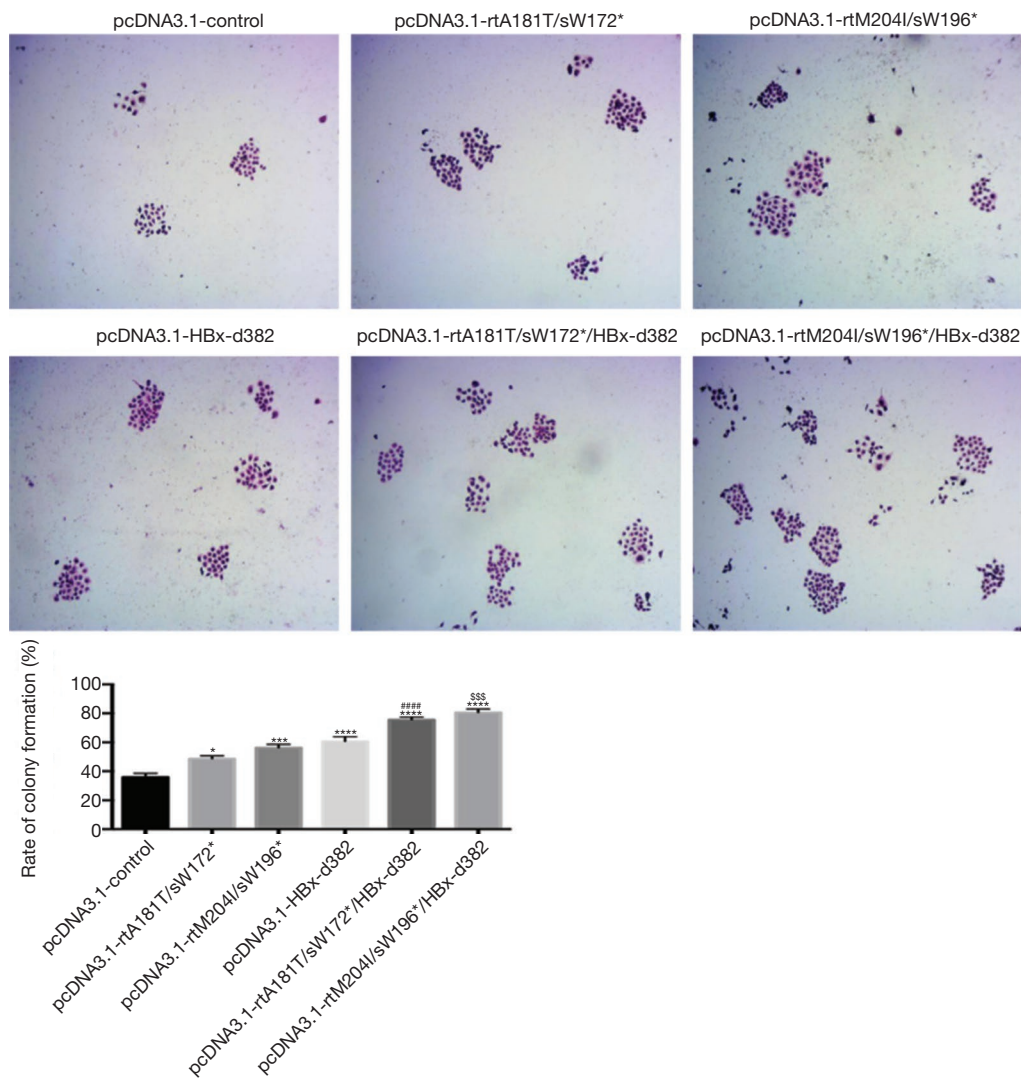 pcDNA3.1-control
pcDNA3.1-rtA181T/sW172*
pcDNA3.1-rtM204I/sW196*
pcDNA3.1-HBx-d382
pcDNA3.1-rtA181T/sW172*/HBx-d382
pcDNA3.1-rtM204I/sW196*/HBx-d382
Rate of colony formation (%)
100
80
60
40
20
0
*
***
****
####
****
$$$
****
pcDNA3.1-control
pcDNA3.1-rtA181T/sW172*
pcDNA3.1-rtM204I/sW196*
pcDNA3.1-HBx-d382
pcDNA3.1-rtA181T/sW172*/HBx-d382
pcDNA3.1-rtM204I/sW196*/HBx-d382